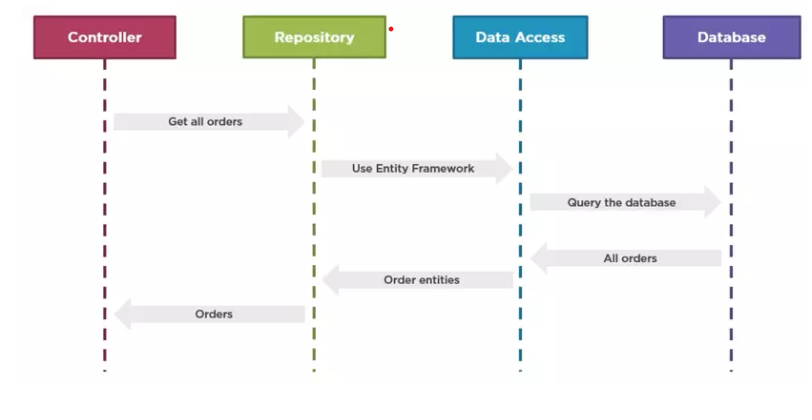 Controller
Repository
Data Access
Database
Get all orders
Use Entity Framework
Query the database
All orders
Order entities
Orders